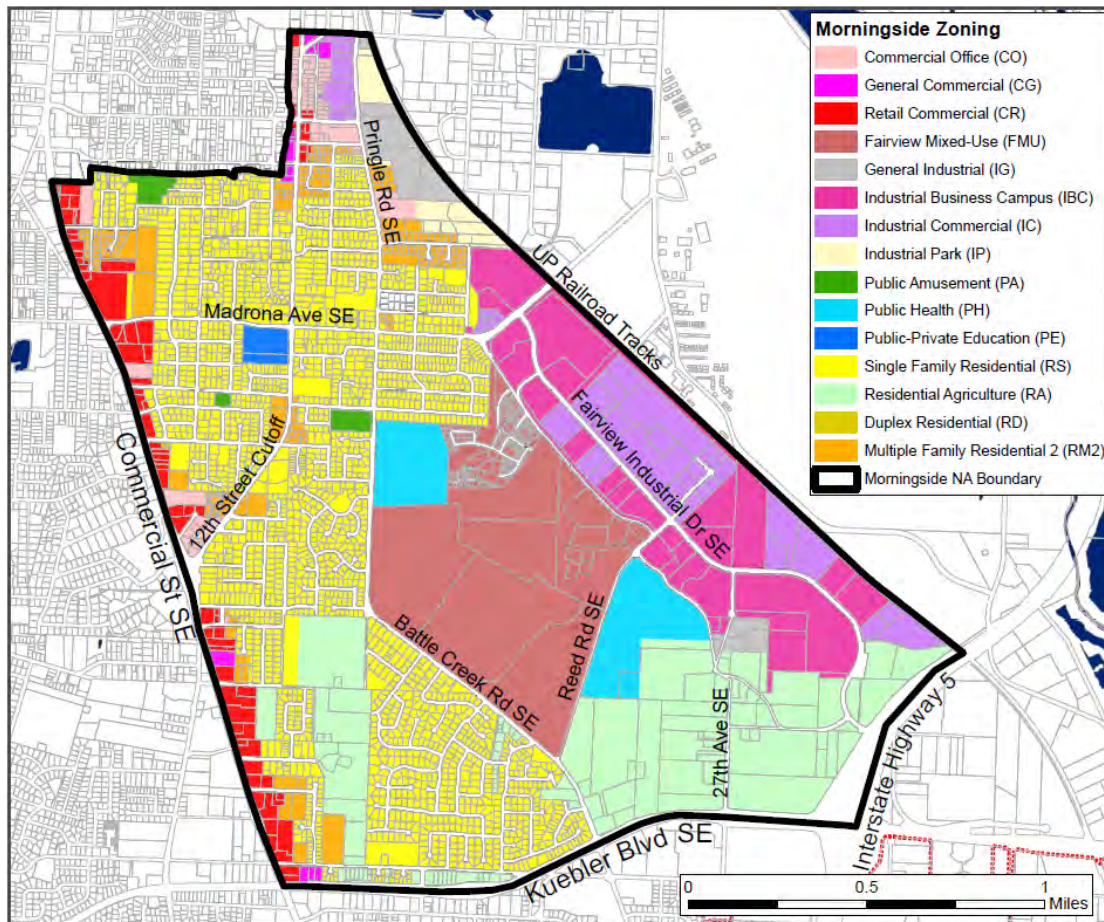 Morningside Zoning
Commercial Office (CO)
General Commercial (CG)
Retail Commercial (CR)
Fairview Mixed-Use (FMU)
General Industrial (IG)
Industrial Business Campus (IBC)
Industrial Commercial (IC)
Industrial Park (IP)
Public Amusement (PA)
Public Health (PH)
Public-Private Education (PE)
Single Family Residential (RS)
Residential Agriculture (RA)
Duplex Residential (RD)
Multiple Family Residential 2 (RM2)
Morningside NA Boundary
Pringle Rd SE
UP Railroad Tracks
Madrona Ave SE
Fairview Industrial Dr SE
12th Street Cutoff
Commercial St SE
Battle Creek Rd SE
Reed Rd SE
27th Ave SE
Interstate Highway 5
Kuebler Blvd SE
0 0.5 1
Miles